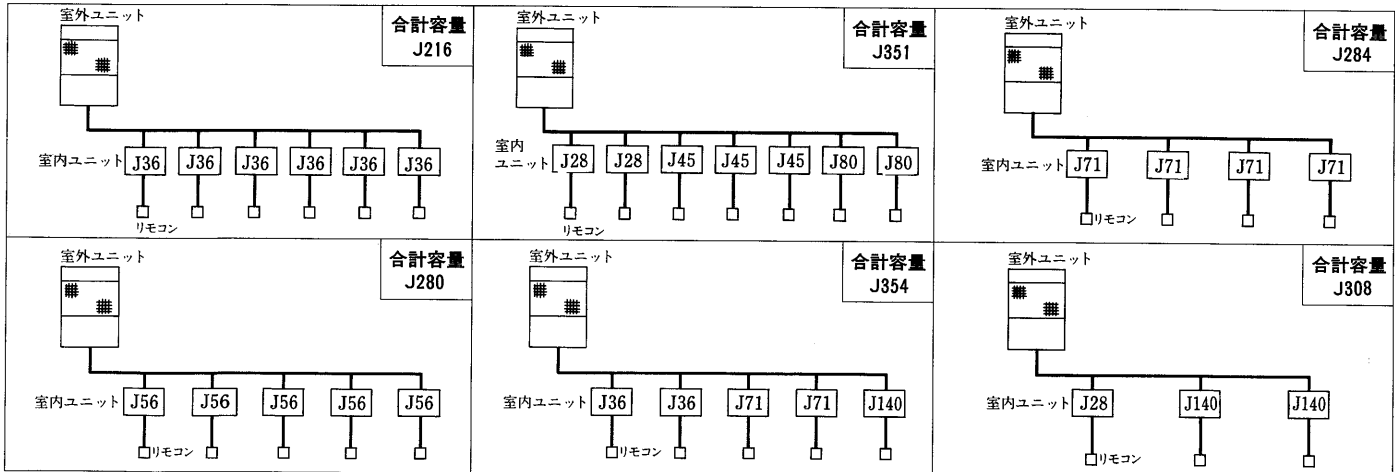 室外ユニット
合計容量
J216
室内ユニット J36 J36 J36 J36 J36 J36
リモコン
室外ユニット
合計容量
J351
室内
ユニット J28 J28 J45 J45 J45 J80 J80
リモコン
室外ユニット
合計容量
J284
室内ユニット J71 J71 J71 J71
リモコン
室外ユニット
合計容量
J280
室内ユニット J56 J56 J56 J56 J56
リモコン
室外ユニット
合計容量
J354
室内ユニット J36 J36 J71 J71 J140
リモコン
室外ユニット
合計容量
J308
室内ユニット J28 J140 J140
リモコン